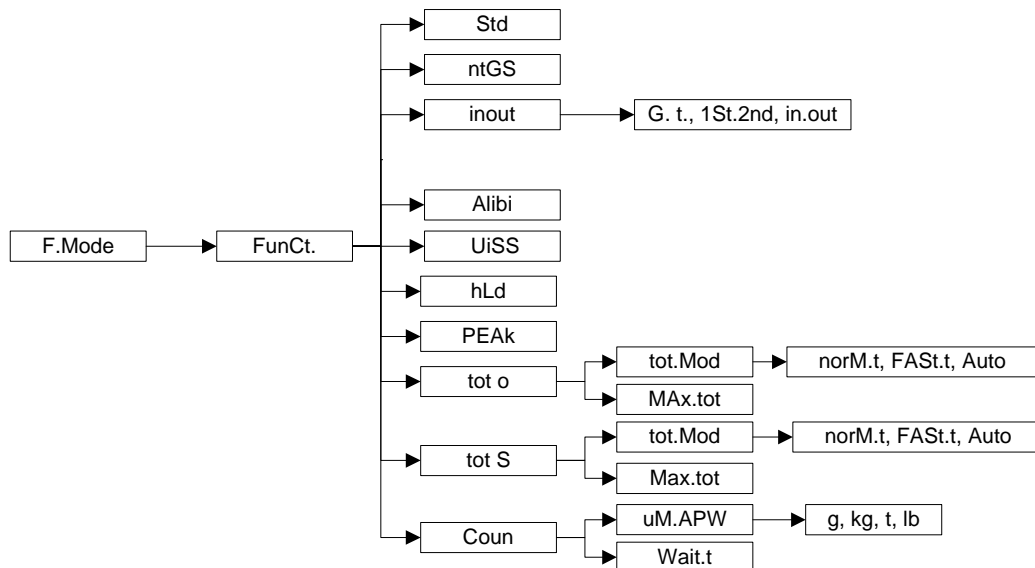 Std
ntGS
inout
G. t., 1St.2nd, in.out
Alibi
F.Mode
FunCt.
UiSS
hLd
PEAk
tot o
tot.Mod
norM.t, FASt.t, Auto
MAx.tot
tot S
tot.Mod
norM.t, FASt.t, Auto
Max.tot
Coun
uM.APW
g, kg, t, lb
Wait.t